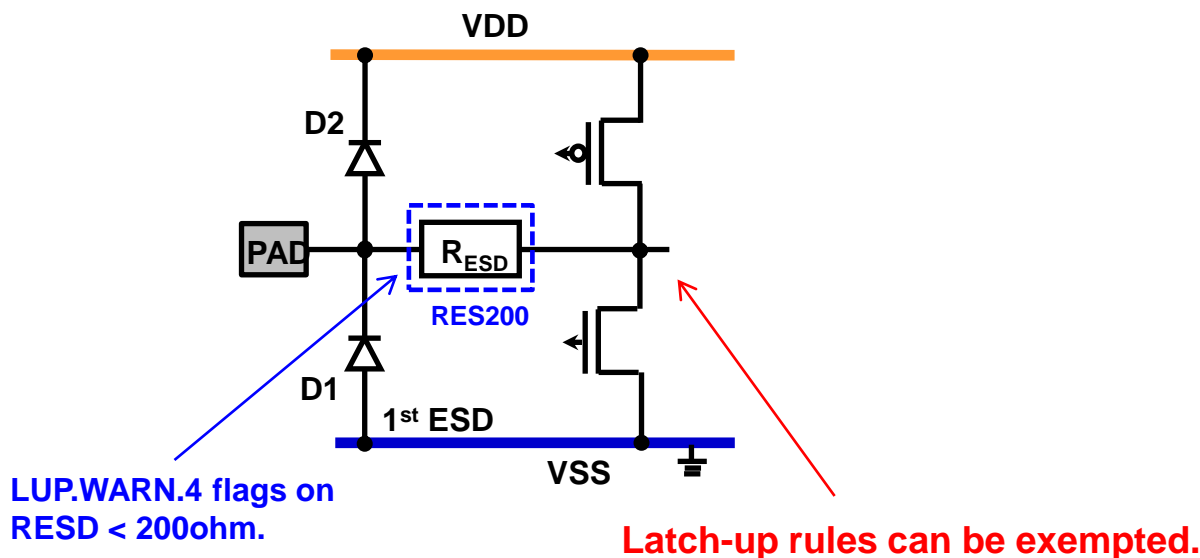 VDD
D2
PAD
RESD
RES200
D1
1st ESD
VSS
LUP.WARN.4 flags on
RESD < 200ohm.
Latch-up rules can be exempted.